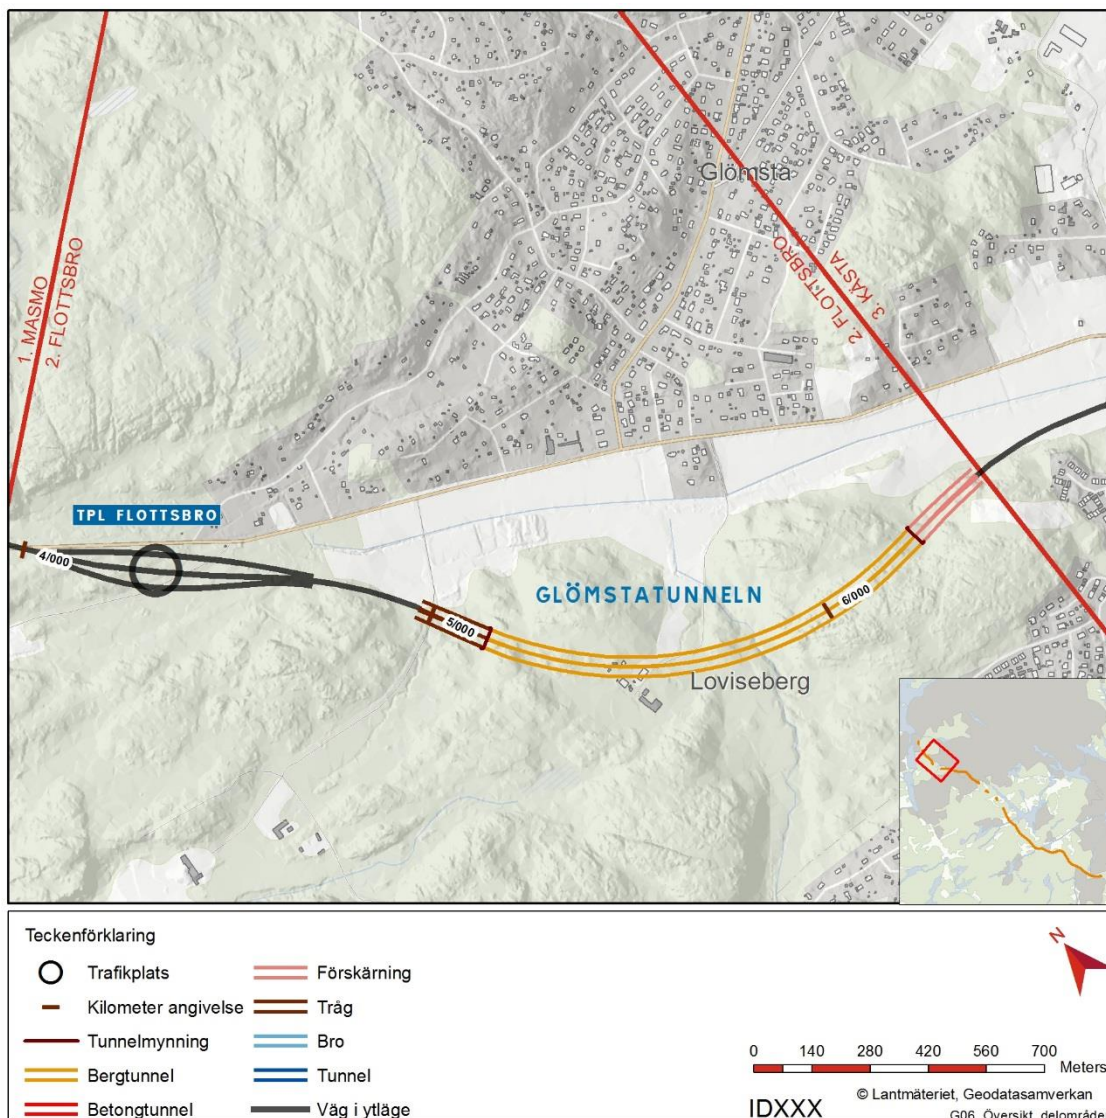 Glömsta
1. MASMO
2. FLOTTSBRO
2. FLOTTSBRO
3. KÄSTA
TPL FLOTTSBRO
4/000
GLÖMSTATUNNELN
5/000
6/000
Loviseberg
Teckenförklaring
Trafikplats
Kilometer angivelse
Tunnelmynning
Bergtunnel
Betongtunnel
Förskärning
Tråg
Bro
Tunnel
Väg i ytläge
N
0 140 280 420 560 700
Meters
© Lantmäteriet, Geodatasamverkan
IDXXX
G06_Översikt_delområde